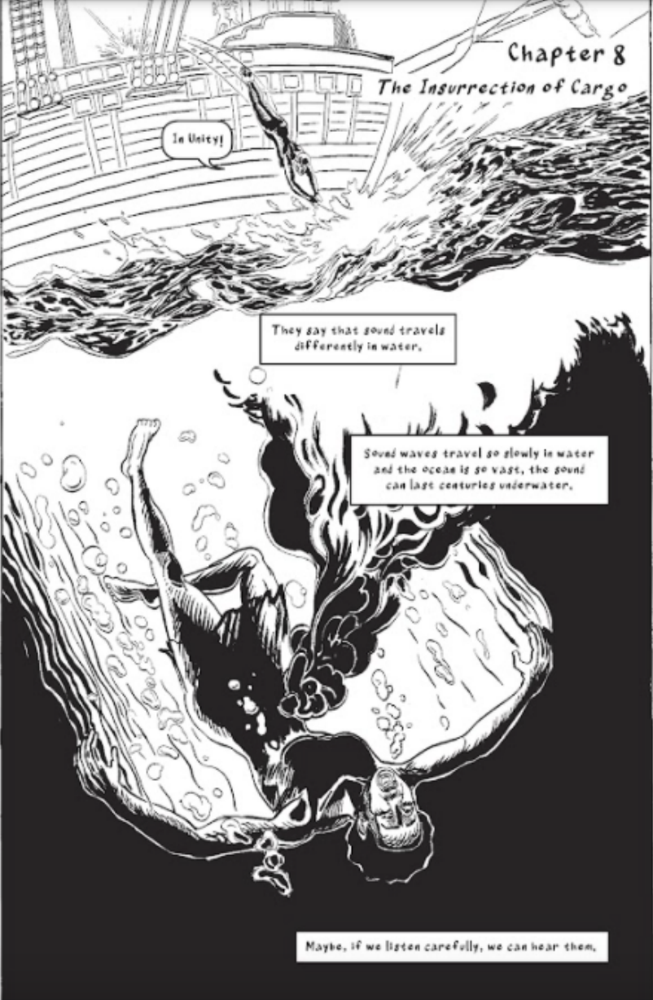 Chapter 8
The Insurrection of Cargo
In Unity!
They say that sound travels
differently in water.
Sound waves travel so slowly in water
and the ocean is so vast, the sound
can last centuries underwater.
Maybe, if we listen carefully, we can hear them.